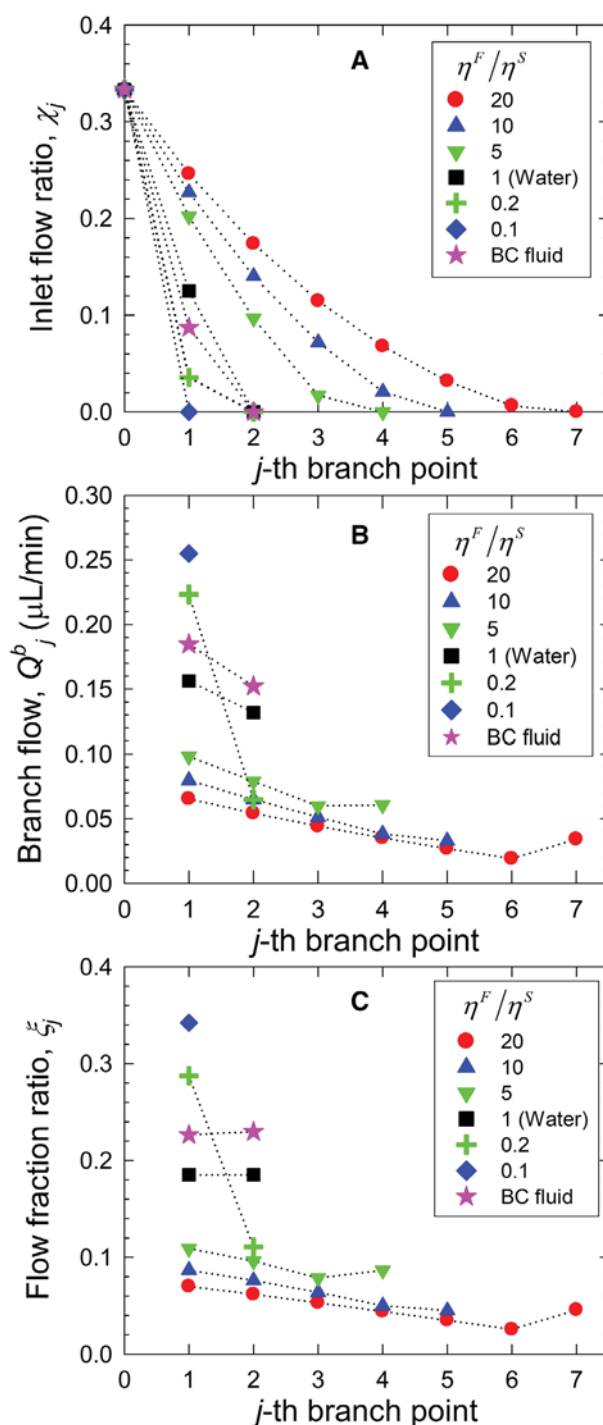 A
η^F/η^S
20
10
5
1 (Water)
0.2
0.1
BC fluid
Inlet flow ratio, χ_j
0.4
0.3
0.2
0.1
0.0
0 1 2 3 4 5 6 7
j-th branch point
B
η^F/η^S
20
10
5
1 (Water)
0.2
0.1
BC fluid
Branch flow, Q^b_j (μL/min)
0.30
0.25
0.20
0.15
0.10
0.05
0.00
0 1 2 3 4 5 6 7
j-th branch point
C
η^F/η^S
20
10
5
1 (Water)
0.2
0.1
BC fluid
Flow fraction ratio, ξ_j
0.4
0.3
0.2
0.1
0.0
0 1 2 3 4 5 6 7
j-th branch point